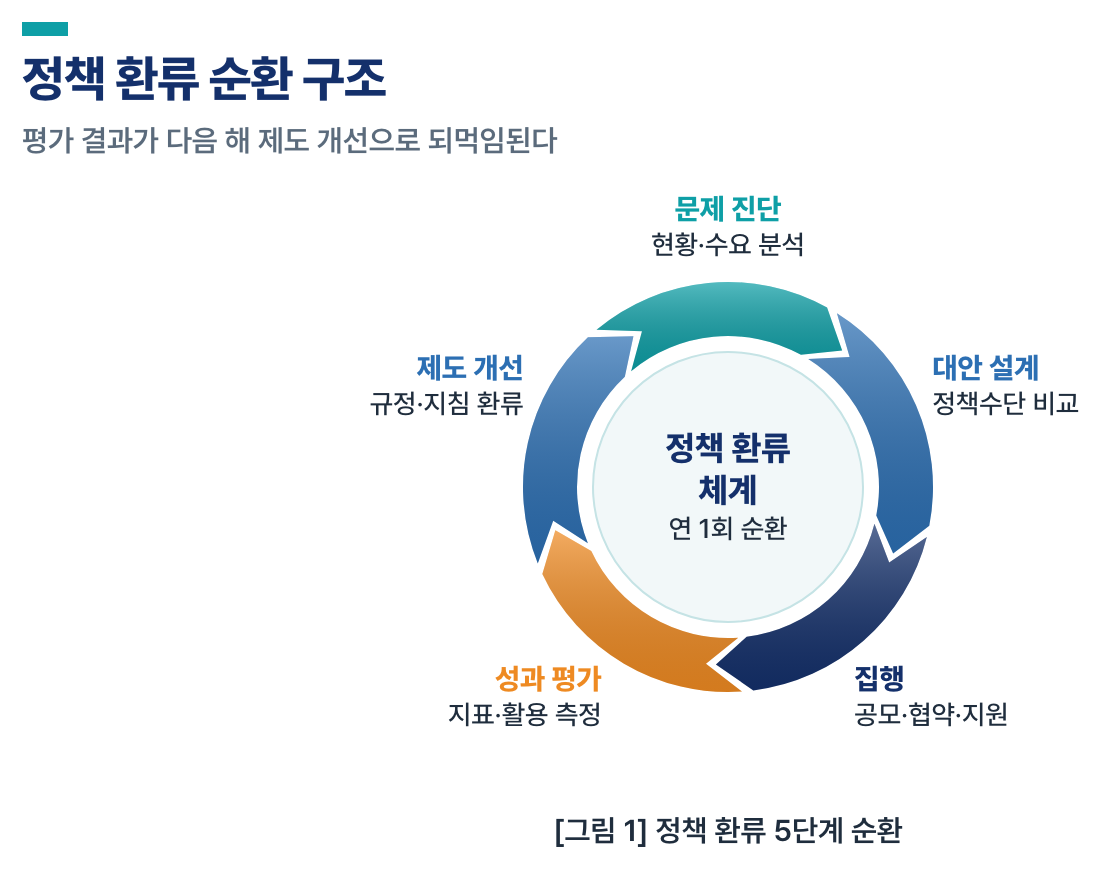 정책 환류 순환 구조
평가 결과가 다음 해 제도 개선으로 되먹임된다
문제 진단
현황·수요 분석
대안 설계
정책수단 비교
집행
공모·협약·지원
성과 평가
지표·활용 측정
제도 개선
규정·지침 환류
정책 환류
체계
연 1회 순환
[그림 1] 정책 환류 5단계 순환